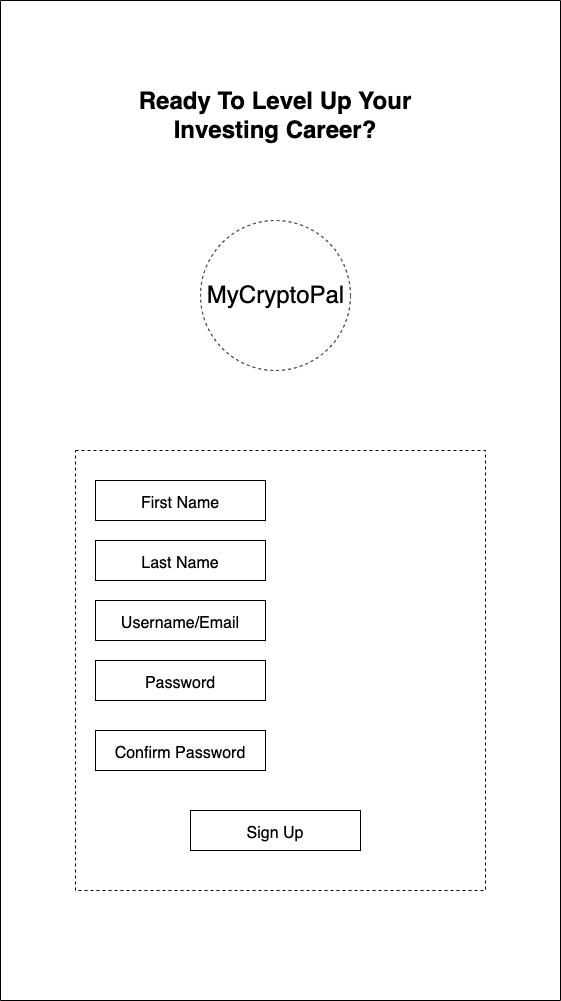 Ready To Level Up Your
Investing Career?
MyCryptoPal
First Name
Last Name
Username/Email
Password
Confirm Password
Sign Up